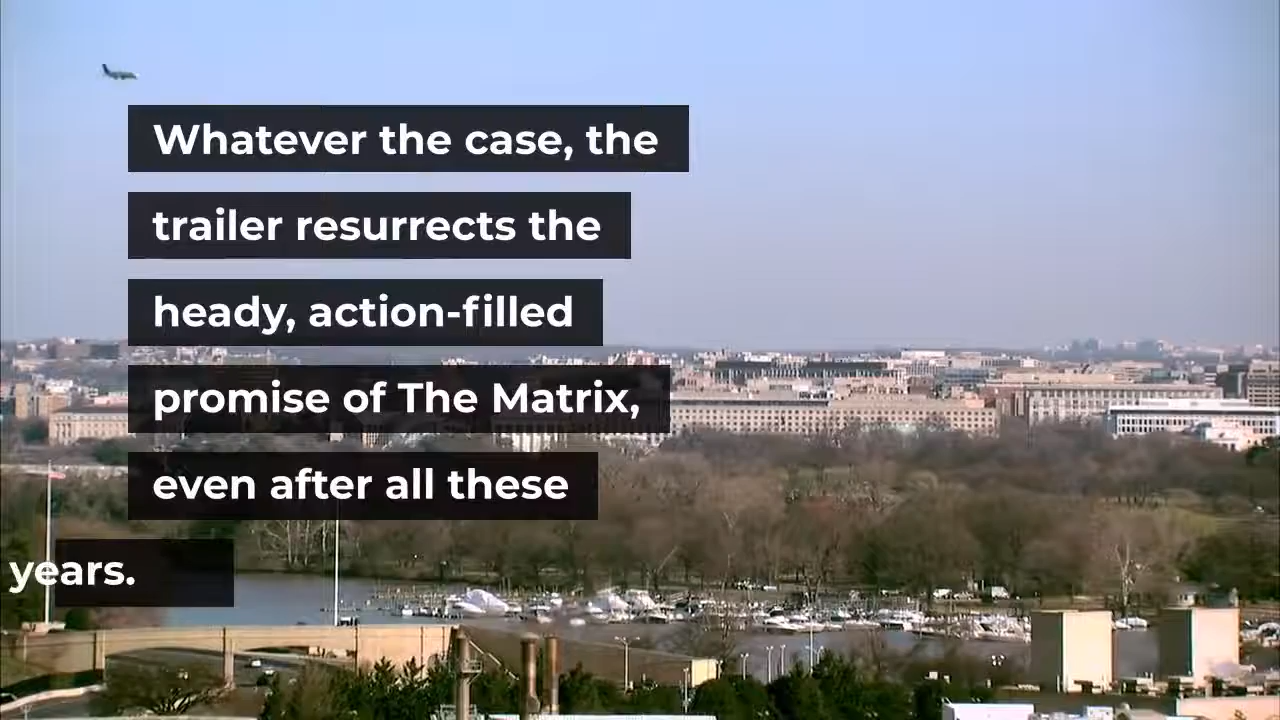 Whatever the case, the
trailer resurrects the
heady, action-filled
promise of The Matrix,
even after all these
years.